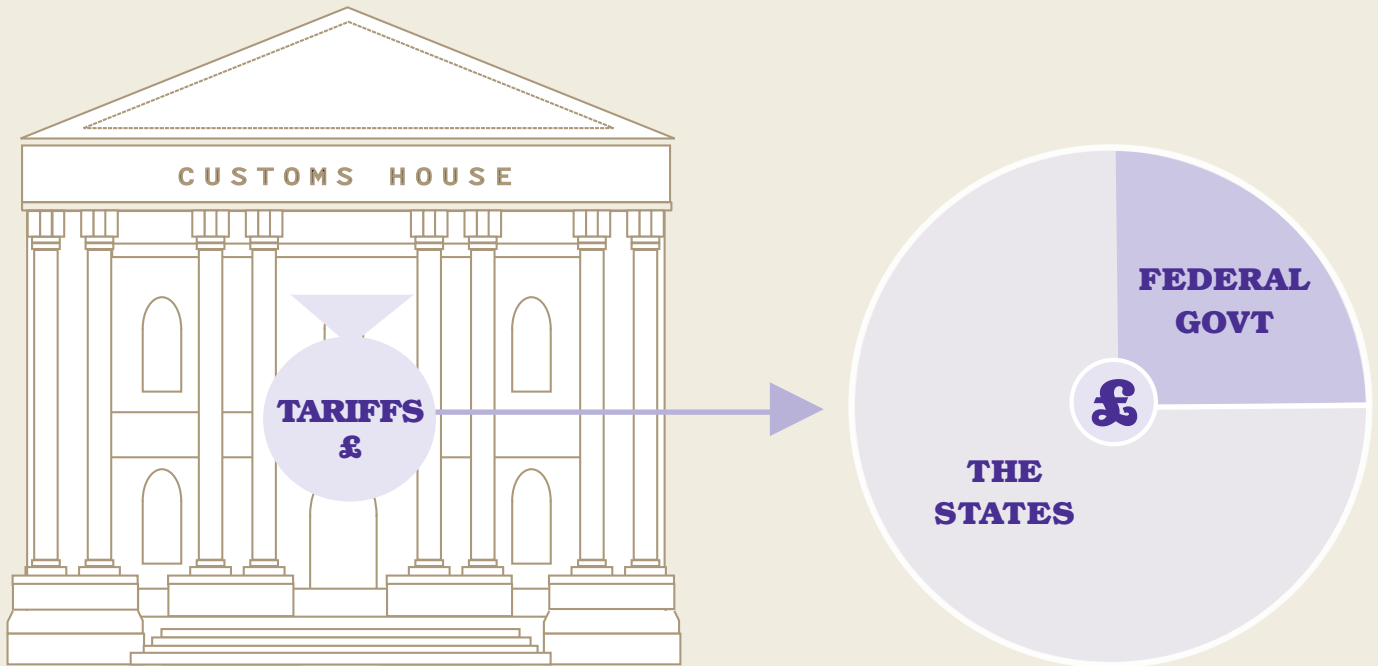 CUSTOMS HOUSE
TARIFFS
£
FEDERAL
GOVT
£
THE
STATES